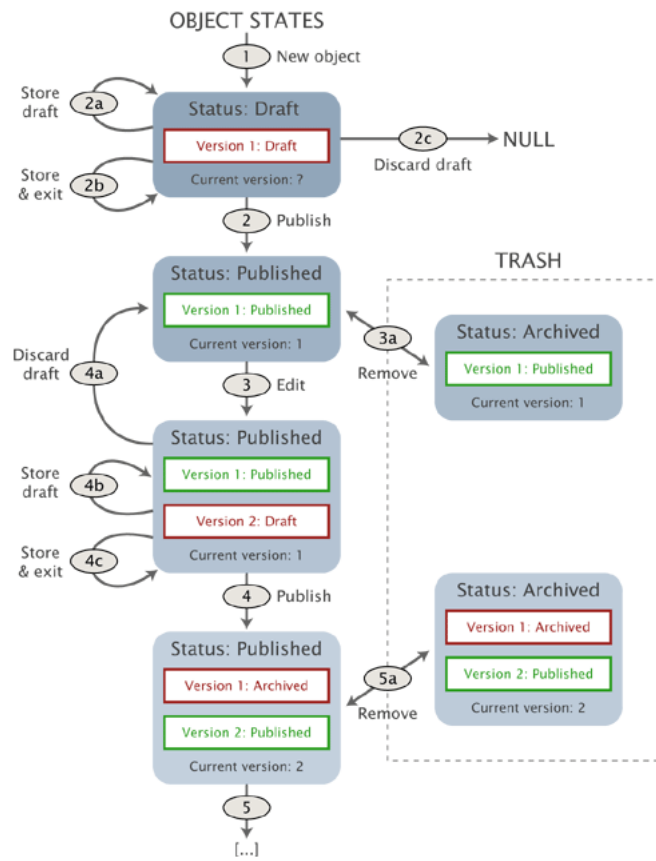 OBJECT STATES
1 New object
Store
draft
2a
Status: Draft
Version 1: Draft
Current version: ?
2c
Discard draft
NULL
Store
& exit
2b
2 Publish
Status: Published
Version 1: Published
Current version: 1
TRASH
3a
Remove
Status: Archived
Version 1: Published
Current version: 1
Discard
draft
4a
3 Edit
Status: Published
Version 1: Published
Version 2: Draft
Current version: 1
Store
draft
4b
Store
& exit
4c
4 Publish
Status: Published
Version 1: Archived
Version 2: Published
Current version: 2
5a
Remove
Status: Archived
Version 1: Archived
Version 2: Published
Current version: 2
5
[...]